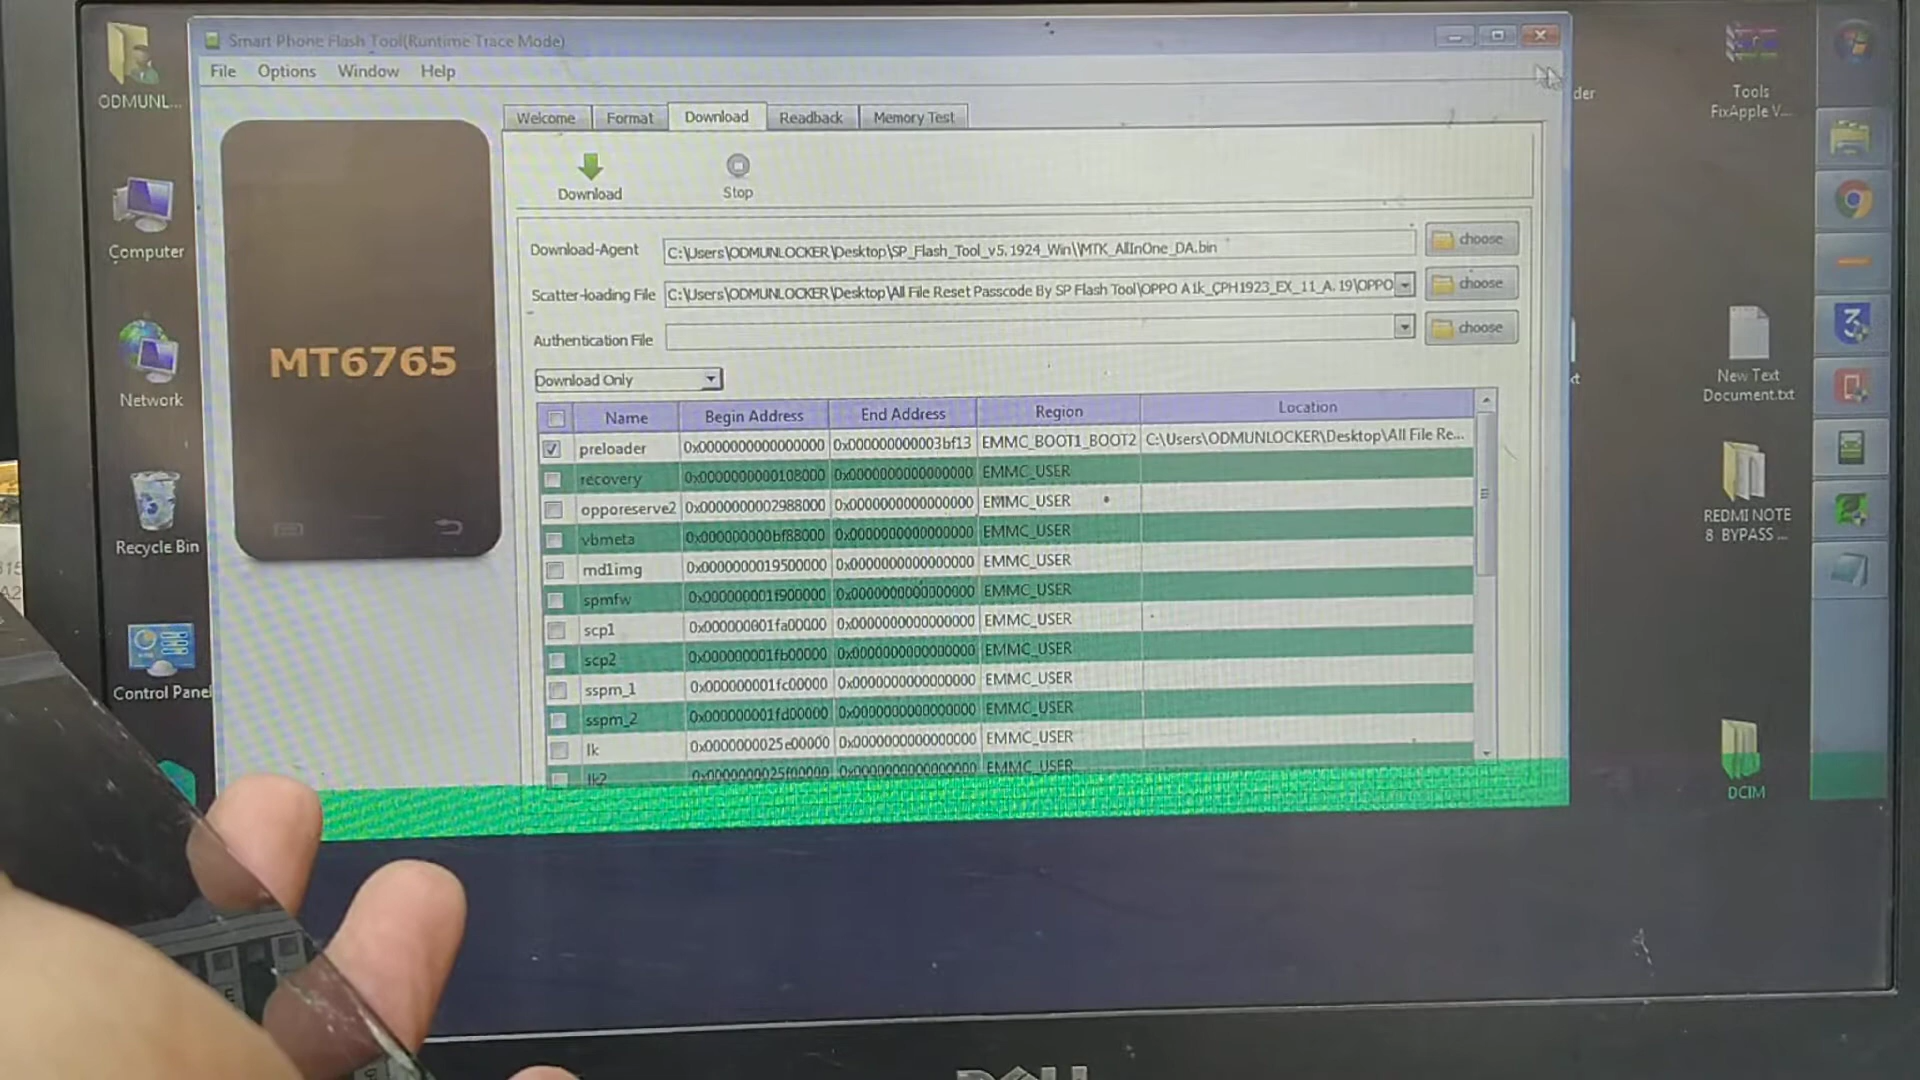 Smart Phone Flash Tool(Runtime Trace Mode)
File Options Window Help
Welcome Format Download Readback Memory Test
Download Stop
Download-Agent C:\Users\ODMUNLOCKER\Desktop\SP_Flash_Tool_v5.1924_Win\MTK_AllInOne_DA.bin choose
Scatter-loading File C:\Users\ODMUNLOCKER\Desktop\All File Reset Passcode By SP Flash Tool\OPPO A1k_CPH1923_EX_11_A.19\OPPO choose
Authentication File choose
Download Only
Name Begin Address End Address Region Location
preloader 0x0000000000000000 0x000000000003bf13 EMMC_BOOT1_BOOT2 C:\Users\ODMUNLOCKER\Desktop\All File Re...
recovery 0x0000000000108000 0x0000000000000000 EMMC_USER
opporeserve2 0x0000000002988000 0x0000000000000000 EMMC_USER
vbmeta 0x000000000bf88000 0x0000000000000000 EMMC_USER
md1img 0x0000000019500000 0x0000000000000000 EMMC_USER
spmfw 0x000000001f900000 0x0000000000000000 EMMC_USER
scp1 0x000000001fa00000 0x0000000000000000 EMMC_USER
scp2 0x000000001fb00000 0x0000000000000000 EMMC_USER
sspm_1 0x000000001fc00000 0x0000000000000000 EMMC_USER
sspm_2 0x000000001fd00000 0x0000000000000000 EMMC_USER
lk 0x0000000025e00000 0x0000000000000000 EMMC_USER
lk2 0x0000000025f00000 0x0000000000000000 EMMC_USER
MT6765
ODMUNL...
Computer
Network
Recycle Bin
Control Panel
der
Tools
FixApple V...
New Text
Document.txt
REDMI NOTE
8 BYPASS ...
DCIM
DELL